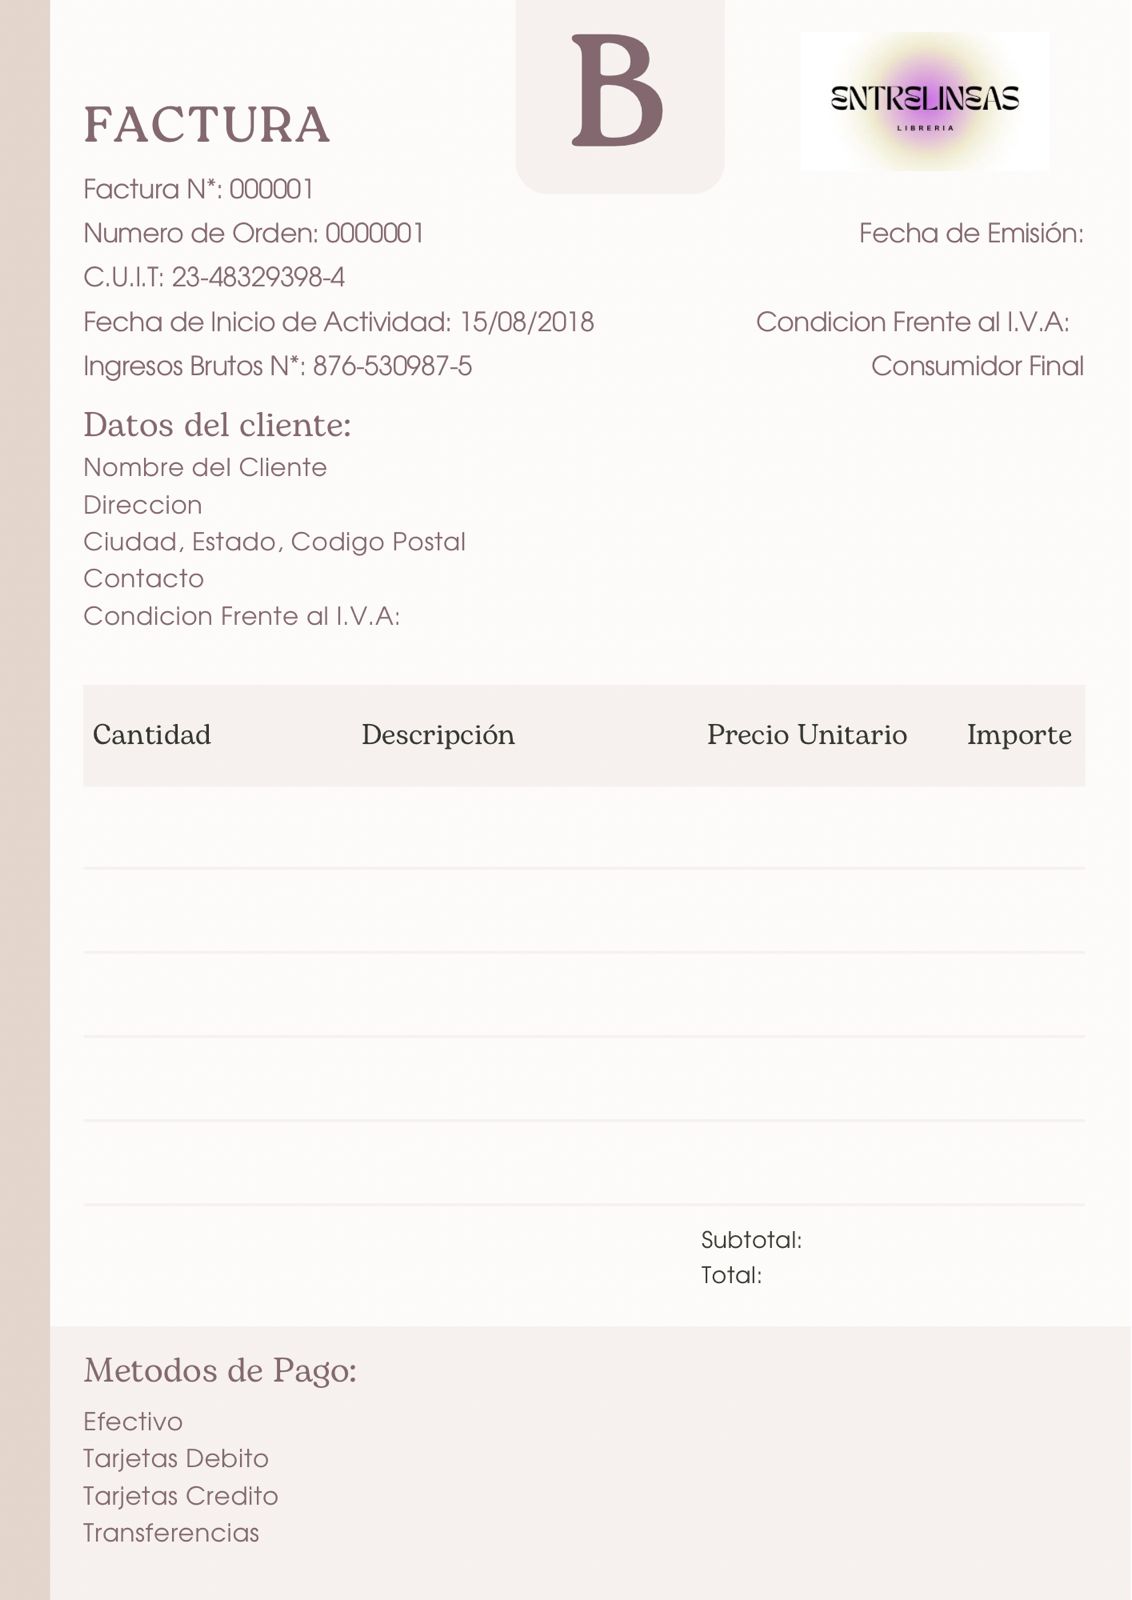 B
ENTRELINEAS
LIBRERIA
FACTURA
Factura N*: 000001
Numero de Orden: 0000001
Fecha de Emisión:
C.U.I.T: 23-48329398-4
Fecha de Inicio de Actividad: 15/08/2018
Condicion Frente al I.V.A:
Ingresos Brutos N*: 876-530987-5
Consumidor Final
Datos del cliente:
Nombre del Cliente
Direccion
Ciudad, Estado, Codigo Postal
Contacto
Condicion Frente al I.V.A:
Cantidad Descripción Precio Unitario Importe
Subtotal:
Total:
Metodos de Pago:
Efectivo
Tarjetas Debito
Tarjetas Credito
Transferencias